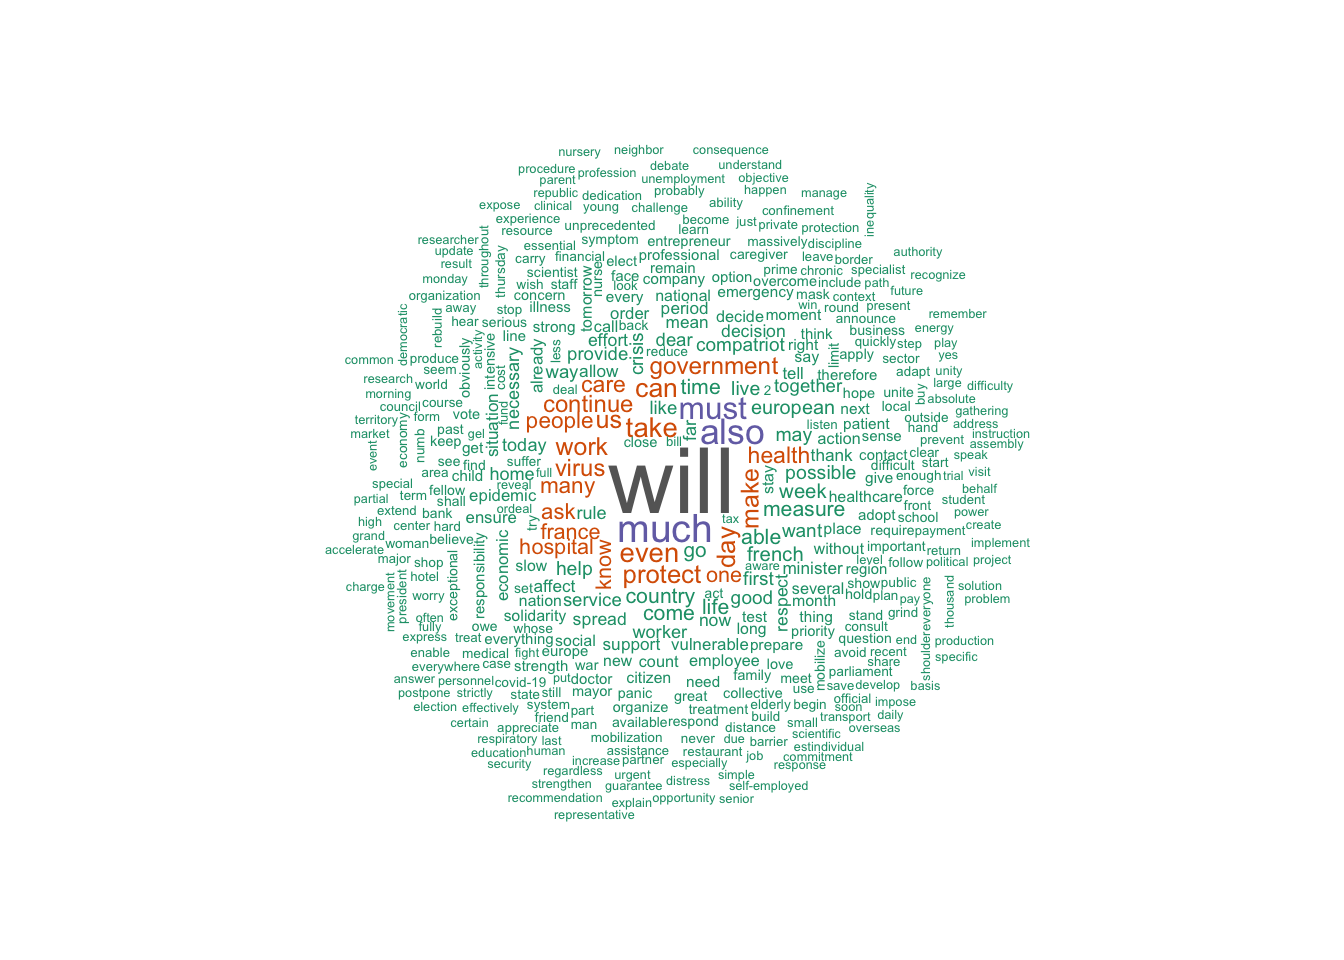 nursery neighbor consequence
procedure profession debate understand
parent unemployment objective
republic dedication probably happen manage
expose clinical young challenge ability confinement inequality
experience unprecedented become just private protection
resource learn
researcher throughout essential symptom entrepreneur massively discipline authority
update carry financial elect professional caregiver leave border
result thursday scientist nurse face remain prime chronic specialist recognize
monday wish staff look company option overcome include path
organization concern tomorrow every national emergency mask context future
away stop illness order period win round present remember
hear serious strong call back mean decide moment announce energy
democratic rebuild line effort decision think business
obviously activity already less provide crisis dear compatriot right quickly step play
common produce intensive necessary way allow reduce say limit apply sector yes
seem cost government tell therefore adapt unity
research world deal care can time live 2 together hope unite buy large difficulty
morning course fund continue like must european next local absolute
council form vote situation people us take far also may listen patient outside gathering
territory past action sense hand address
market economy numb keep gel today work close bill health thank contact clear prevent instruction
event get virus will make stay possible difficult start speak assembly
see find suffer full home week give enough trial visit
area child many healthcare force behalf
special fellow reveal epidemic measure front student
partial term shall ordeal ask rule much tax adopt school power
extend bank ensure try france able want place require payment create
high center hard hospital know even go day french without important return implement
grand woman believe economic slow help protect one first aware minister region level follow political project
accelerate major exceptional responsibility set affect country act good respect several show public everyone thousand solution
charge hotel nation service come life now test month hold plan pay problem
movement president worry solidarity spread long thing stand grind
often owe whose worker priority consult
fully everything social support vulnerable prepare question end production
express treat fight europe new count employee love avoid recent shoulder specific
enable medical war family meet mobilize parliament share
everywhere case strength put doctor citizen need use save develop basis
answer personnel covid-19 still mayor panic great collective official impose
postpone strictly state system organize treatment elderly begin soon daily
election effectively friend part available respond distance build small transport overseas
certain appreciate man mobilization never due barrier scientific
respiratory last assistance restaurant job estindividual
education human increase partner especially commitment
security regardless urgent simple response
strengthen guarantee distress self-employed
recommendation explain opportunity senior
representative